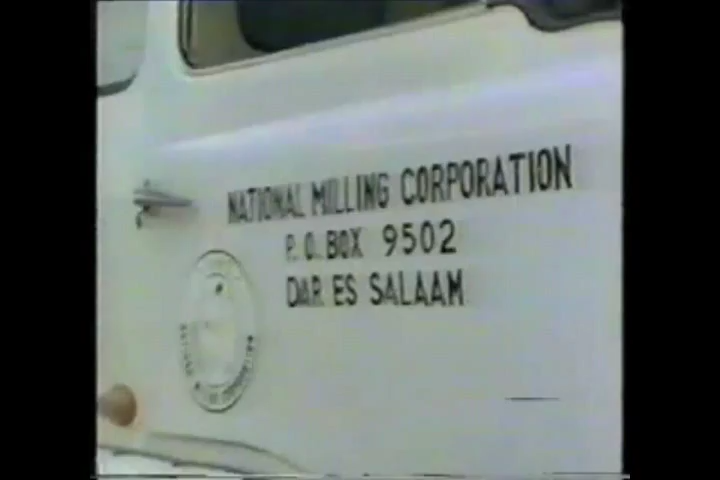 NATIONAL MILLING CORPORATION
P. O. BOX 9502
DAR ES SALAAM